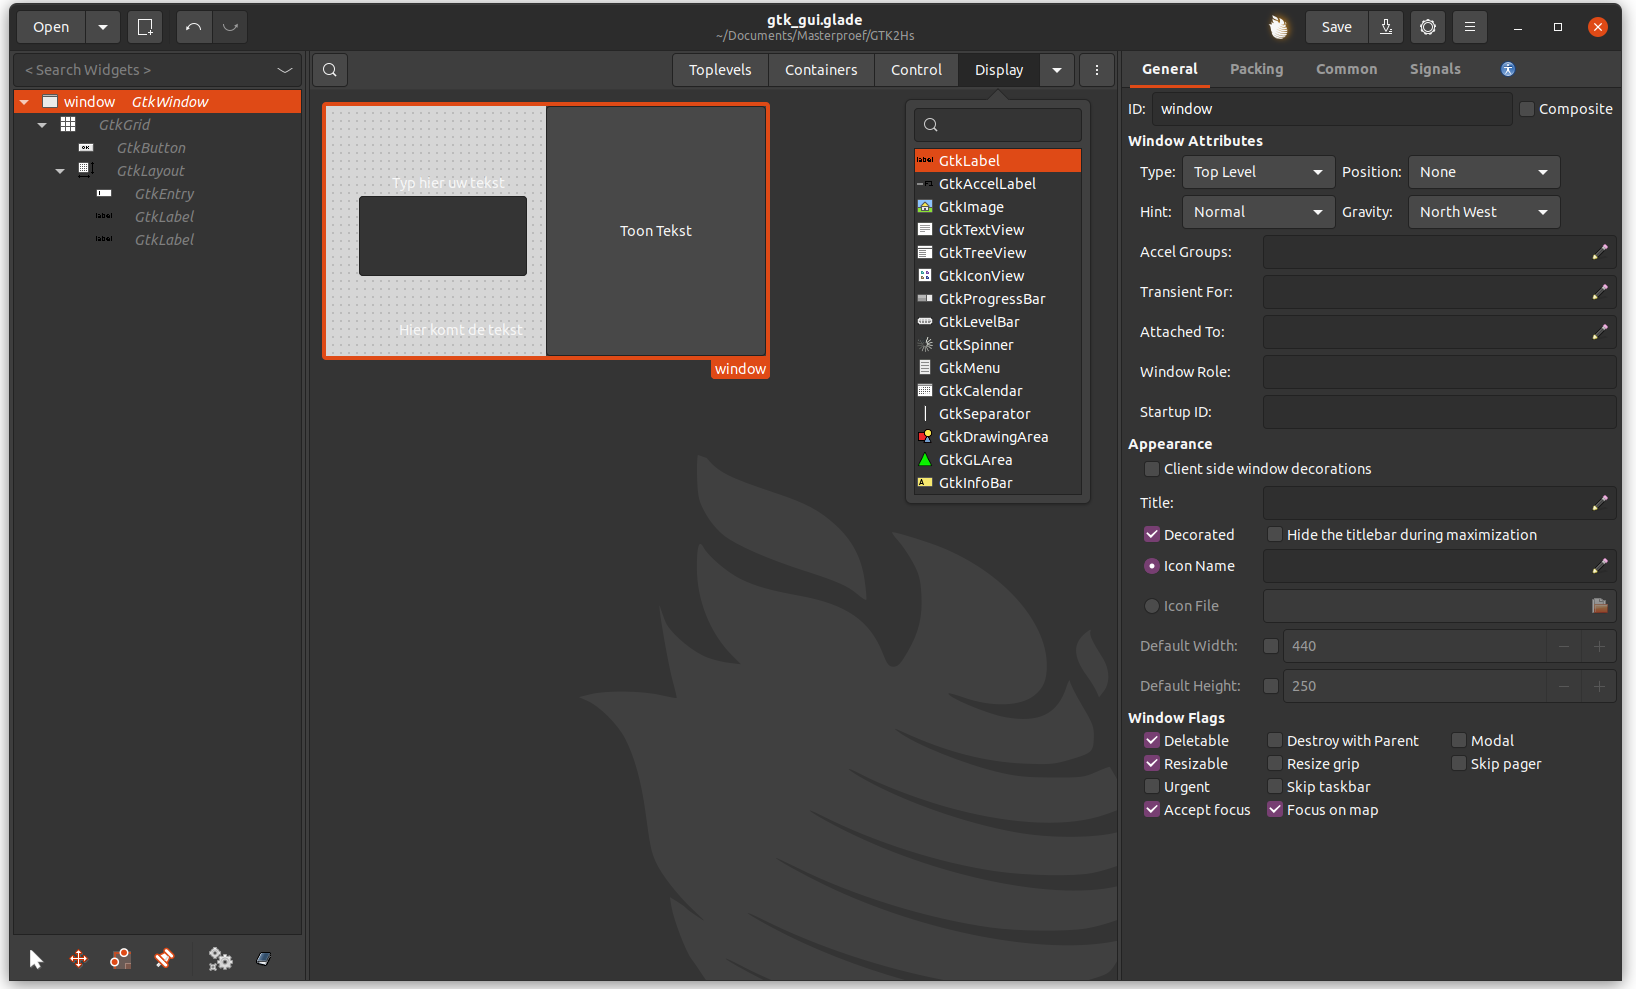 Open
gtk_gui.glade
~/Documents/Masterproef/GTK2Hs
Save
< Search Widgets >
Toplevels Containers Control Display
General Packing Common Signals
window GtkWindow
GtkGrid
GtkButton
GtkLayout
GtkEntry
label GtkLabel
label GtkLabel
Typ hier uw tekst
Toon Tekst
Hier komt de tekst
window
label GtkLabel
GtkAccelLabel
GtkImage
GtkTextView
GtkTreeView
GtkIconView
GtkProgressBar
GtkLevelBar
GtkSpinner
GtkMenu
GtkCalendar
GtkSeparator
GtkDrawingArea
GtkGLArea
GtkInfoBar
ID: window Composite
Window Attributes
Type: Top Level Position: None
Hint: Normal Gravity: North West
Accel Groups:
Transient For:
Attached To:
Window Role:
Startup ID:
Appearance
Client side window decorations
Title:
Decorated Hide the titlebar during maximization
Icon Name
Icon File
Default Width: 440
Default Height: 250
Window Flags
Deletable Destroy with Parent Modal
Resizable Resize grip Skip pager
Urgent Skip taskbar
Accept focus Focus on map